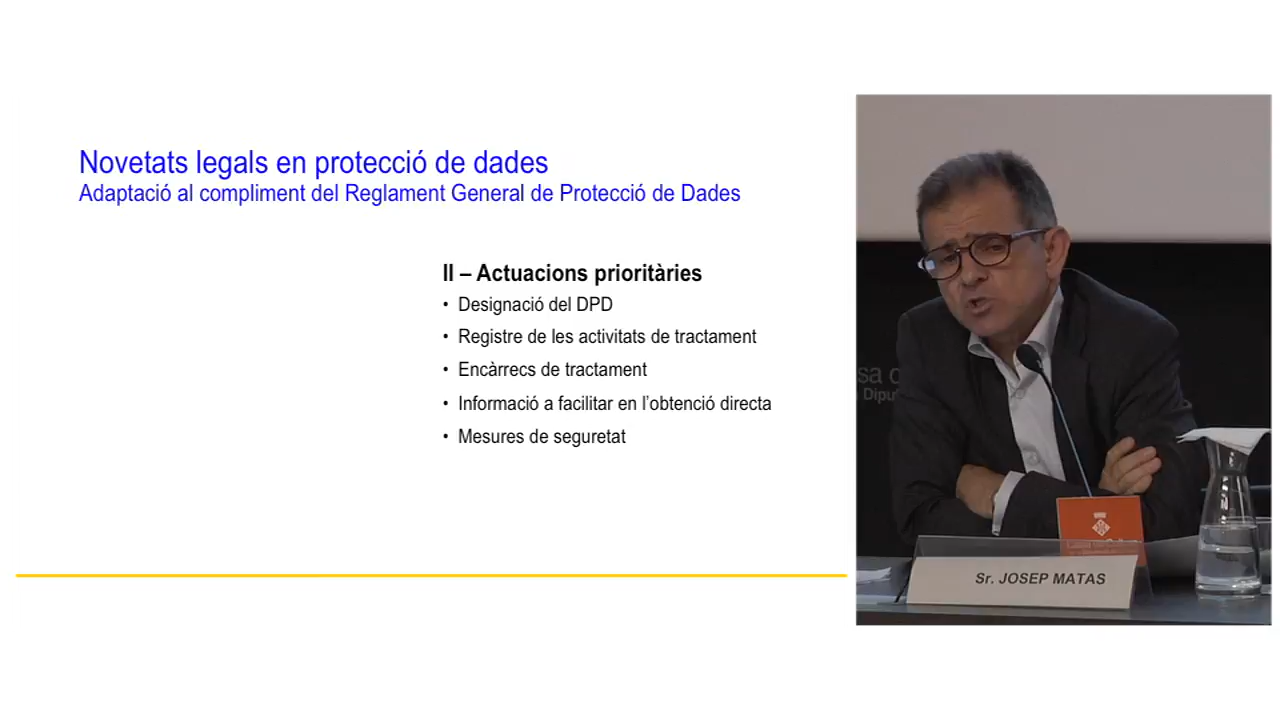 Novetats legals en protecció de dades
Adaptació al compliment del Reglament General de Protecció de Dades
II – Actuacions prioritàries
• Designació del DPD
• Registre de les activitats de tractament
• Encàrrecs de tractament
• Informació a facilitar en l’obtenció directa
• Mesures de seguretat
Sr. JOSEP MATAS